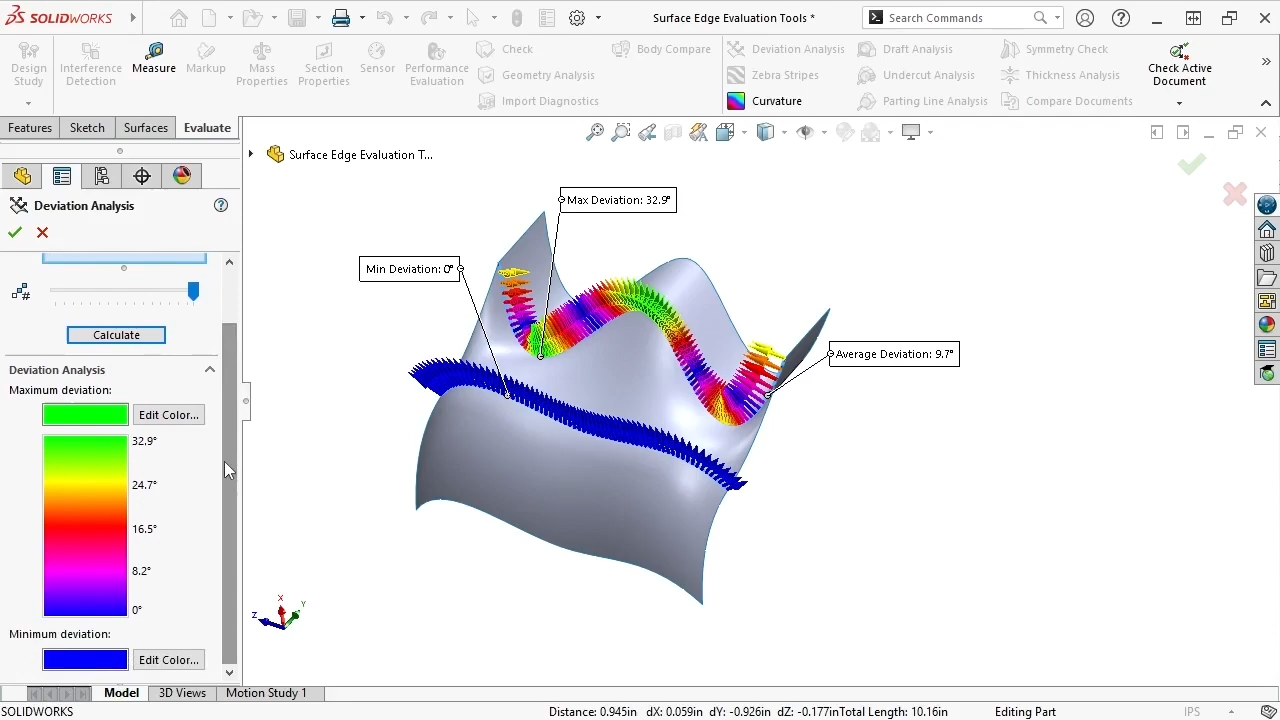 SOLIDWORKS
Surface Edge Evaluation Tools *
Search Commands
Design Study
Interference Detection
Measure
Markup
Mass Properties
Section Properties
Sensor
Performance Evaluation
Check
Geometry Analysis
Import Diagnostics
Body Compare
Deviation Analysis
Zebra Stripes
Curvature
Draft Analysis
Undercut Analysis
Parting Line Analysis
Symmetry Check
Thickness Analysis
Compare Documents
Check Active Document
Features
Sketch
Surfaces
Evaluate
Surface Edge Evaluation T...
Deviation Analysis
Calculate
Deviation Analysis
Maximum deviation:
Edit Color...
32.9°
24.7°
16.5°
8.2°
0°
Minimum deviation:
Edit Color...
Max Deviation: 32.9°
Min Deviation: 0°
Average Deviation: 9.7°
X
Y
Z
Model
3D Views
Motion Study 1
SOLIDWORKS
Distance: 0.945in dX: 0.059in dY: -0.926in dZ: -0.177inTotal Length: 10.16in
Editing Part
IPS